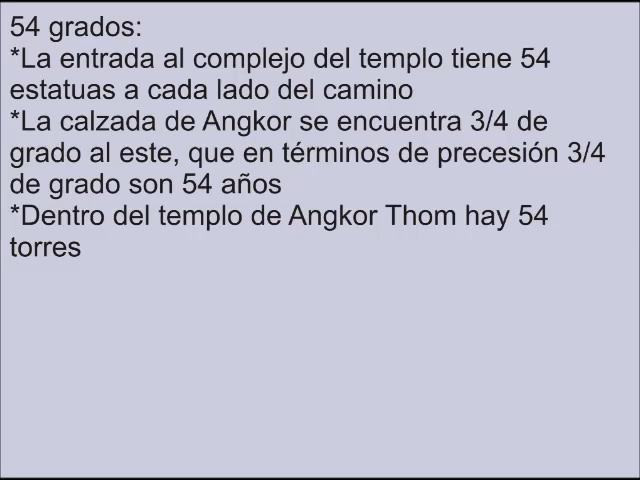 54 grados:
*La entrada al complejo del templo tiene 54
estatuas a cada lado del camino
*La calzada de Angkor se encuentra 3/4 de
grado al este, que en términos de precesión 3/4
de grado son 54 años
*Dentro del templo de Angkor Thom hay 54
torres